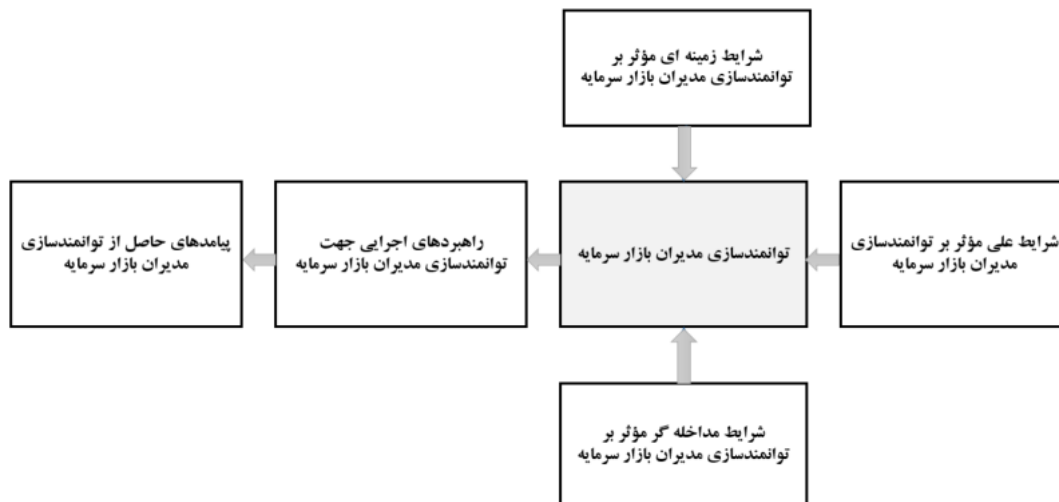 شرایط زمینه ای مؤثر بر
توانمندسازی مدیران بازار سرمایه
شرایط علی مؤثر بر توانمندسازی
مدیران بازار سرمایه
توانمندسازی مدیران بازار سرمایه
راهبردهای اجرایی جهت
توانمندسازی مدیران بازار سرمایه
پیامدهای حاصل از توانمندسازی
مدیران بازار سرمایه
شرایط مداخله گر مؤثر بر
توانمندسازی مدیران بازار سرمایه